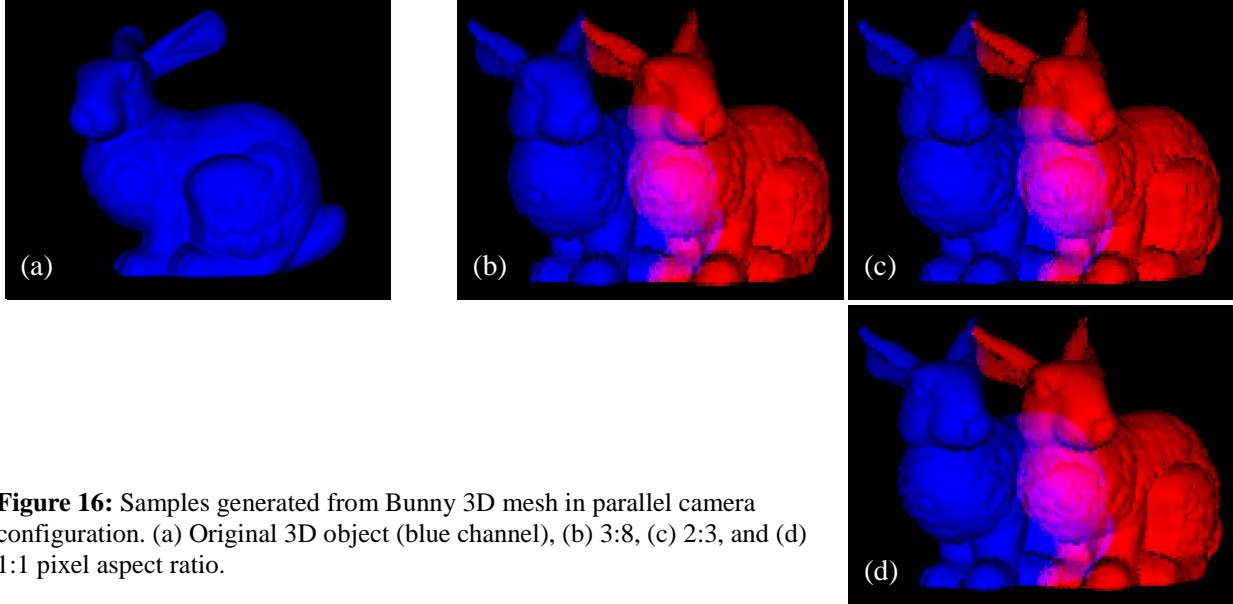 (a)
(b)
(c)
(d)
Figure 16: Samples generated from Bunny 3D mesh in parallel camera
configuration. (a) Original 3D object (blue channel), (b) 3:8, (c) 2:3, and (d)
1:1 pixel aspect ratio.